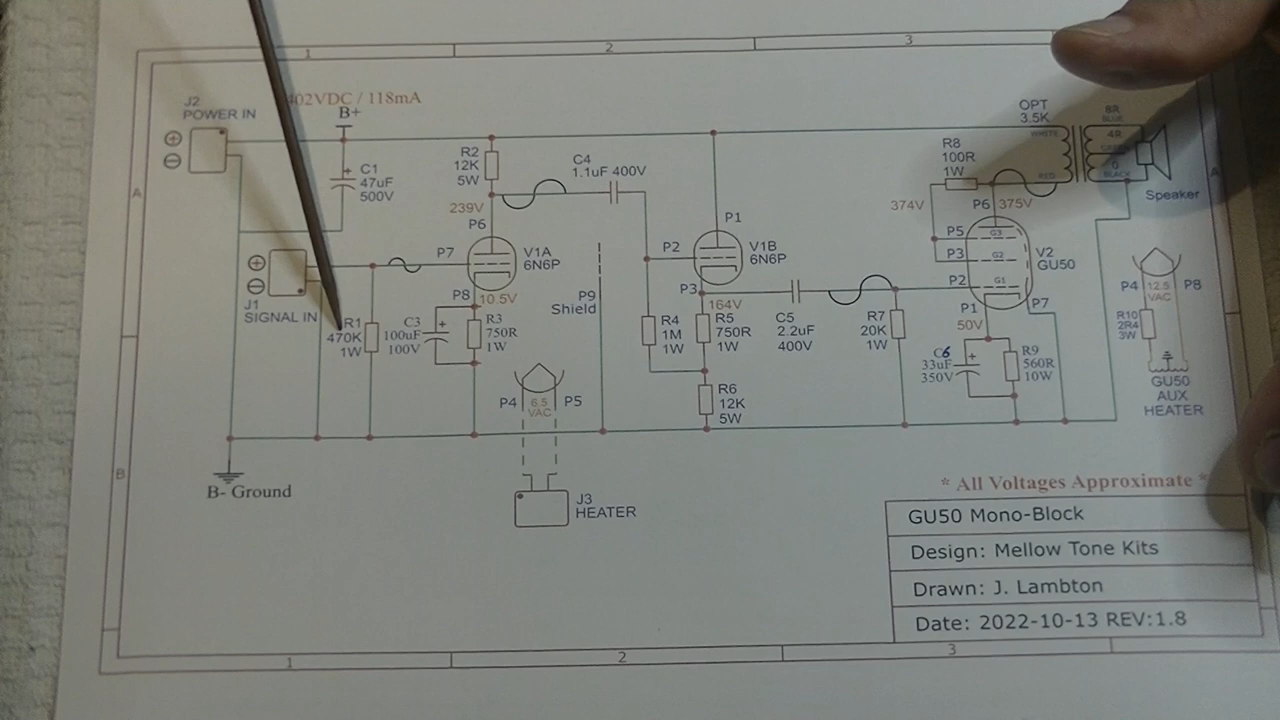 1
2
3
J2
POWER IN
402VDC / 118mA
B+
C1
47uF
500V
R2
12K
5W
C4
1.1uF 400V
239V
P6
P7
V1A
6N6P
P8
10.5V
J1
SIGNAL IN
R1
470K
1W
C3
100uF
100V
R3
750R
1W
P9
Shield
P4
6.5
VAC
P5
J3
HEATER
P1
P2
V1B
6N6P
P3
164V
R4
1M
1W
R5
750R
1W
R6
12K
5W
C5
2.2uF
400V
R7
20K
1W
OPT
3.5K
WHITE
RED
8R
BLUE
4R
0
BLACK
Speaker
R8
100R
1W
374V
P6
375V
P5
G3
P3
G2
P2
G1
V2
GU50
P1
P7
50V
C6
33uF
350V
R9
560R
10W
P4
12.5
VAC
P8
R10
2R4
3W
GU50
AUX
HEATER
A
A
B
B- Ground
* All Voltages Approximate *
GU50 Mono-Block
Design: Mellow Tone Kits
Drawn: J. Lambton
Date: 2022-10-13 REV:1.8
1
2
3